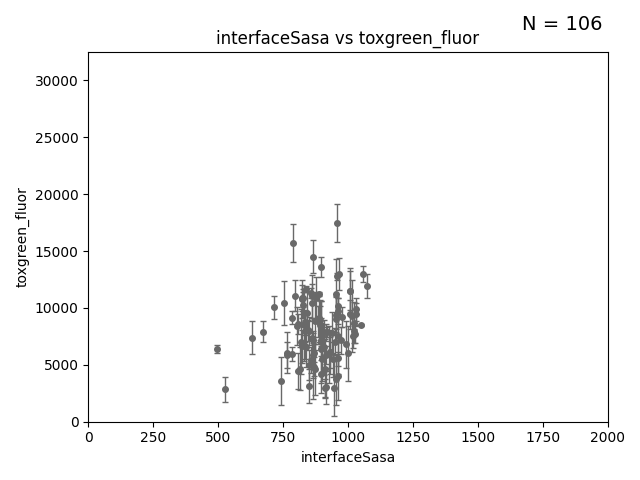 N = 106
interfaceSasa vs toxgreen_fluor
30000
25000
20000
15000
10000
5000
0
toxgreen_fluor
0 250 500 750 1000 1250 1500 1750 2000
interfaceSasa